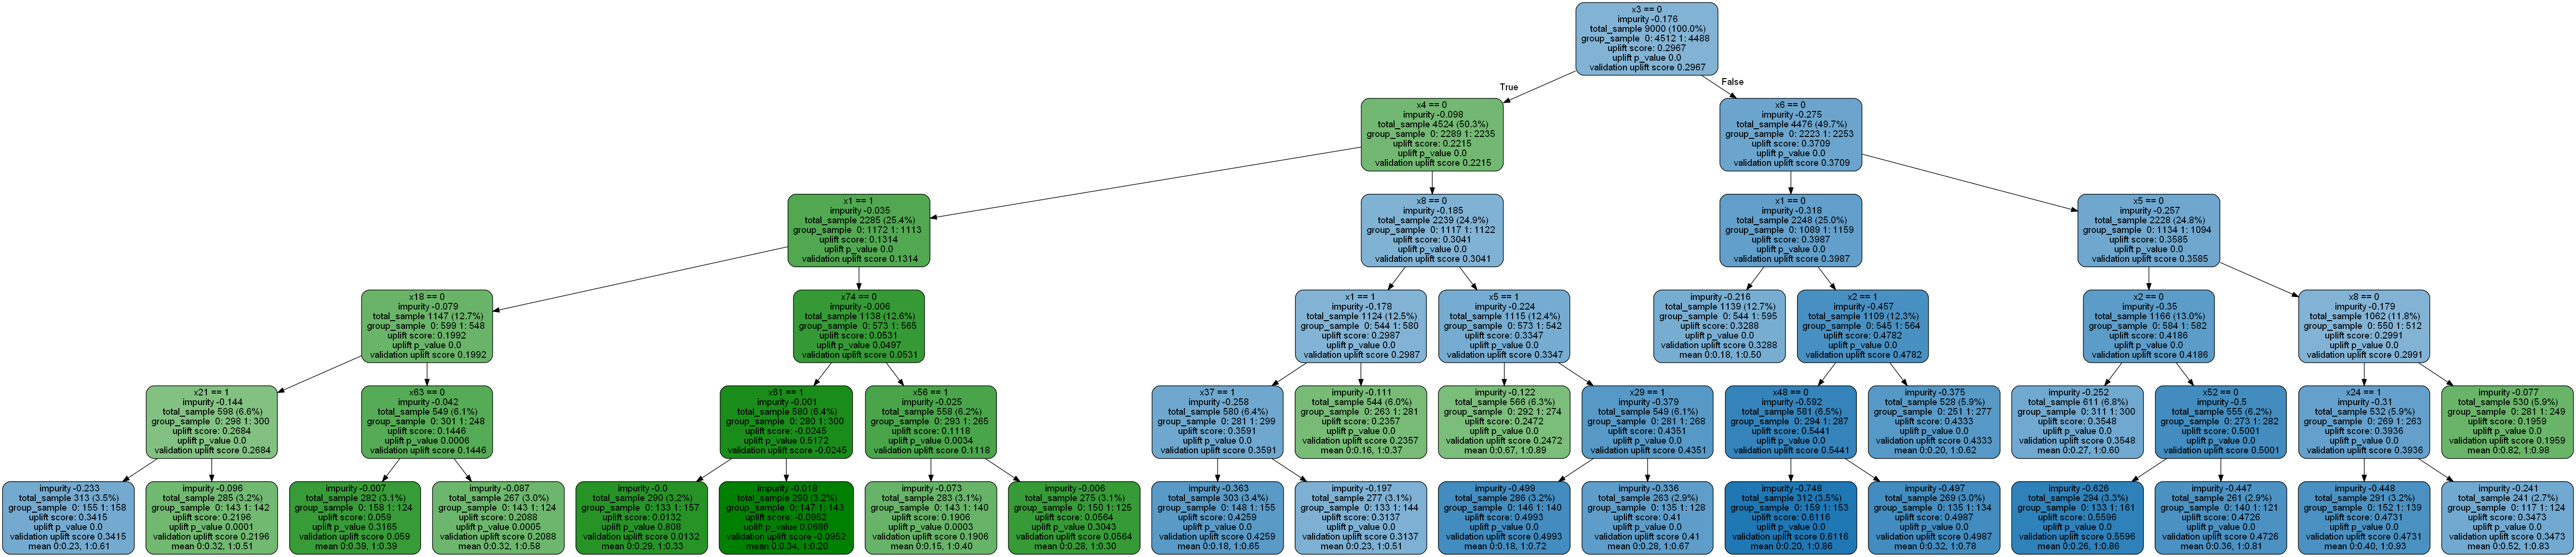 x3 == 0
impurity -0.176
total_sample 9000 (100.0%)
group_sample 0: 4512 1: 4488
uplift score: 0.2967
uplift p_value 0.0
validation uplift score 0.2967
True
False
x4 == 0
impurity -0.098
total_sample 4524 (50.3%)
group_sample 0: 2289 1: 2235
uplift score: 0.2215
uplift p_value 0.0
validation uplift score 0.2215
x6 == 0
impurity -0.275
total_sample 4476 (49.7%)
group_sample 0: 2223 1: 2253
uplift score: 0.3709
uplift p_value 0.0
validation uplift score 0.3709
x1 == 1
impurity -0.035
total_sample 2285 (25.4%)
group_sample 0: 1172 1: 1113
uplift score: 0.1314
uplift p_value 0.0
validation uplift score 0.1314
x8 == 0
impurity -0.185
total_sample 2239 (24.9%)
group_sample 0: 1117 1: 1122
uplift score: 0.3041
uplift p_value 0.0
validation uplift score 0.3041
x1 == 0
impurity -0.318
total_sample 2248 (25.0%)
group_sample 0: 1089 1: 1159
uplift score: 0.3987
uplift p_value 0.0
validation uplift score 0.3987
x5 == 0
impurity -0.257
total_sample 2228 (24.8%)
group_sample 0: 1134 1: 1094
uplift score: 0.3585
uplift p_value 0.0
validation uplift score 0.3585
x18 == 0
impurity -0.079
total_sample 1147 (12.7%)
group_sample 0: 599 1: 548
uplift score: 0.1992
uplift p_value 0.0
validation uplift score 0.1992
x74 == 0
impurity -0.006
total_sample 1138 (12.6%)
group_sample 0: 573 1: 565
uplift score: 0.0531
uplift p_value 0.0497
validation uplift score 0.0531
x1 == 1
impurity -0.178
total_sample 1124 (12.5%)
group_sample 0: 544 1: 580
uplift score: 0.2987
uplift p_value 0.0
validation uplift score 0.2987
x5 == 1
impurity -0.224
total_sample 1115 (12.4%)
group_sample 0: 573 1: 542
uplift score: 0.3347
uplift p_value 0.0
validation uplift score 0.3347
impurity -0.216
total_sample 1139 (12.7%)
group_sample 0: 544 1: 595
uplift score: 0.3288
uplift p_value 0.0
validation uplift score 0.3288
mean 0:0.18, 1:0.50
x2 == 1
impurity -0.457
total_sample 1109 (12.3%)
group_sample 0: 545 1: 564
uplift score: 0.4782
uplift p_value 0.0
validation uplift score 0.4782
x2 == 0
impurity -0.35
total_sample 1166 (13.0%)
group_sample 0: 584 1: 582
uplift score: 0.4186
uplift p_value 0.0
validation uplift score 0.4186
x8 == 0
impurity -0.179
total_sample 1062 (11.8%)
group_sample 0: 550 1: 512
uplift score: 0.2991
uplift p_value 0.0
validation uplift score 0.2991
x21 == 1
impurity -0.144
total_sample 598 (6.6%)
group_sample 0: 298 1: 300
uplift score: 0.2684
uplift p_value 0.0
validation uplift score 0.2684
x63 == 0
impurity -0.042
total_sample 549 (6.1%)
group_sample 0: 301 1: 248
uplift score: 0.1446
uplift p_value 0.0006
validation uplift score 0.1446
x61 == 1
impurity -0.001
total_sample 580 (6.4%)
group_sample 0: 280 1: 300
uplift score: -0.0245
uplift p_value 0.5172
validation uplift score -0.0245
x56 == 1
impurity -0.025
total_sample 558 (6.2%)
group_sample 0: 293 1: 265
uplift score: 0.1118
uplift p_value 0.0034
validation uplift score 0.1118
x37 == 1
impurity -0.258
total_sample 580 (6.4%)
group_sample 0: 281 1: 299
uplift score: 0.3591
uplift p_value 0.0
validation uplift score 0.3591
impurity -0.111
total_sample 544 (6.0%)
group_sample 0: 263 1: 281
uplift score: 0.2357
uplift p_value 0.0
validation uplift score 0.2357
mean 0:0.16, 1:0.37
impurity -0.122
total_sample 566 (6.3%)
group_sample 0: 292 1: 274
uplift score: 0.2472
uplift p_value 0.0
validation uplift score 0.2472
mean 0:0.67, 1:0.89
x29 == 1
impurity -0.379
total_sample 549 (6.1%)
group_sample 0: 281 1: 268
uplift score: 0.4351
uplift p_value 0.0
validation uplift score 0.4351
x48 == 0
impurity -0.592
total_sample 581 (6.5%)
group_sample 0: 294 1: 287
uplift score: 0.5441
uplift p_value 0.0
validation uplift score 0.5441
impurity -0.375
total_sample 528 (5.9%)
group_sample 0: 251 1: 277
uplift score: 0.4333
uplift p_value 0.0
validation uplift score 0.4333
mean 0:0.20, 1:0.62
impurity -0.252
total_sample 611 (6.8%)
group_sample 0: 311 1: 300
uplift score: 0.3548
uplift p_value 0.0
validation uplift score 0.3548
mean 0:0.27, 1:0.60
x52 == 0
impurity -0.5
total_sample 555 (6.2%)
group_sample 0: 273 1: 282
uplift score: 0.5001
uplift p_value 0.0
validation uplift score 0.5001
x24 == 1
impurity -0.31
total_sample 532 (5.9%)
group_sample 0: 269 1: 263
uplift score: 0.3936
uplift p_value 0.0
validation uplift score 0.3936
impurity -0.077
total_sample 530 (5.9%)
group_sample 0: 281 1: 249
uplift score: 0.1959
uplift p_value 0.0
validation uplift score 0.1959
mean 0:0.82, 1:0.98
impurity -0.233
total_sample 313 (3.5%)
group_sample 0: 155 1: 158
uplift score: 0.3415
uplift p_value 0.0
validation uplift score 0.3415
mean 0:0.23, 1:0.61
impurity -0.096
total_sample 285 (3.2%)
group_sample 0: 143 1: 142
uplift score: 0.2196
uplift p_value 0.0001
validation uplift score 0.2196
mean 0:0.32, 1:0.51
impurity -0.007
total_sample 282 (3.1%)
group_sample 0: 158 1: 124
uplift score: 0.059
uplift p_value 0.3165
validation uplift score 0.059
mean 0:0.39, 1:0.39
impurity -0.087
total_sample 267 (3.0%)
group_sample 0: 143 1: 124
uplift score: 0.2088
uplift p_value 0.0005
validation uplift score 0.2088
mean 0:0.32, 1:0.58
impurity -0.0
total_sample 290 (3.2%)
group_sample 0: 133 1: 157
uplift score: 0.0132
uplift p_value 0.808
validation uplift score 0.0132
mean 0:0.29, 1:0.33
impurity -0.018
total_sample 290 (3.2%)
group_sample 0: 147 1: 143
uplift score: -0.0952
uplift p_value 0.0686
validation uplift score -0.0952
mean 0:0.34, 1:0.20
impurity -0.073
total_sample 283 (3.1%)
group_sample 0: 143 1: 140
uplift score: 0.1906
uplift p_value 0.0003
validation uplift score 0.1906
mean 0:0.15, 1:0.40
impurity -0.006
total_sample 275 (3.1%)
group_sample 0: 150 1: 125
uplift score: 0.0564
uplift p_value 0.3043
validation uplift score 0.0564
mean 0:0.28, 1:0.30
impurity -0.363
total_sample 303 (3.4%)
group_sample 0: 148 1: 155
uplift score: 0.4259
uplift p_value 0.0
validation uplift score 0.4259
mean 0:0.18, 1:0.65
impurity -0.197
total_sample 277 (3.1%)
group_sample 0: 133 1: 144
uplift score: 0.3137
uplift p_value 0.0
validation uplift score 0.3137
mean 0:0.23, 1:0.51
impurity -0.499
total_sample 286 (3.2%)
group_sample 0: 146 1: 140
uplift score: 0.4993
uplift p_value 0.0
validation uplift score 0.4993
mean 0:0.18, 1:0.72
impurity -0.336
total_sample 263 (2.9%)
group_sample 0: 135 1: 128
uplift score: 0.41
uplift p_value 0.0
validation uplift score 0.41
mean 0:0.28, 1:0.67
impurity -0.748
total_sample 312 (3.5%)
group_sample 0: 159 1: 153
uplift score: 0.6116
uplift p_value 0.0
validation uplift score 0.6116
mean 0:0.20, 1:0.86
impurity -0.497
total_sample 269 (3.0%)
group_sample 0: 135 1: 134
uplift score: 0.4987
uplift p_value 0.0
validation uplift score 0.4987
mean 0:0.32, 1:0.78
impurity -0.626
total_sample 294 (3.3%)
group_sample 0: 133 1: 161
uplift score: 0.5596
uplift p_value 0.0
validation uplift score 0.5596
mean 0:0.26, 1:0.86
impurity -0.447
total_sample 261 (2.9%)
group_sample 0: 140 1: 121
uplift score: 0.4726
uplift p_value 0.0
validation uplift score 0.4726
mean 0:0.36, 1:0.81
impurity -0.448
total_sample 291 (3.2%)
group_sample 0: 152 1: 139
uplift score: 0.4731
uplift p_value 0.0
validation uplift score 0.4731
mean 0:0.40, 1:0.93
impurity -0.241
total_sample 241 (2.7%)
group_sample 0: 117 1: 124
uplift score: 0.3473
uplift p_value 0.0
validation uplift score 0.3473
mean 0:0.52, 1:0.83